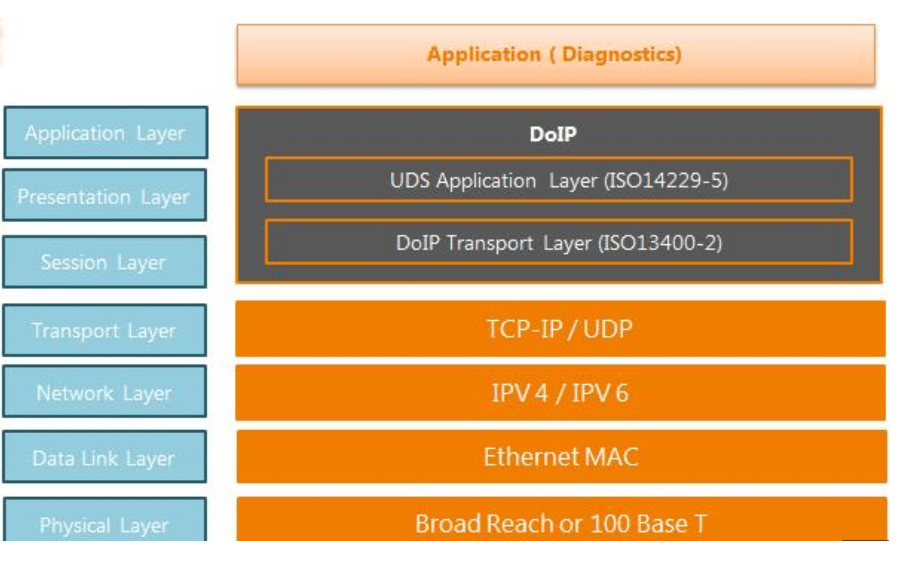 Application ( Diagnostics)
Application Layer
DoIP
UDS Application Layer (ISO14229-5)
Presentation Layer
DoIP Transport Layer (ISO13400-2)
Session Layer
Transport Layer
TCP-IP / UDP
Network Layer
IPV 4 / IPV 6
Data Link Layer
Ethernet MAC
Physical Layer
Broad Reach or 100 Base T